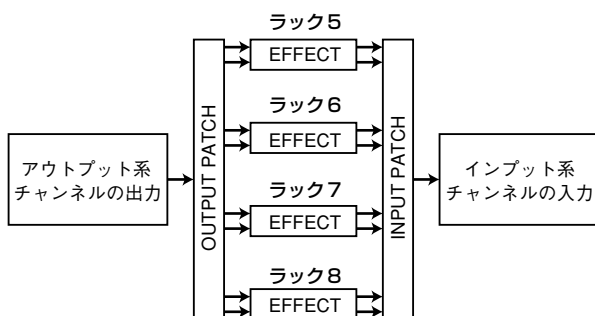 ラック5
EFFECT
ラック6
EFFECT
アウトプット系
チャンネルの出力
OUTPUT PATCH
INPUT PATCH
インプット系
チャンネルの入力
ラック7
EFFECT
ラック8
EFFECT